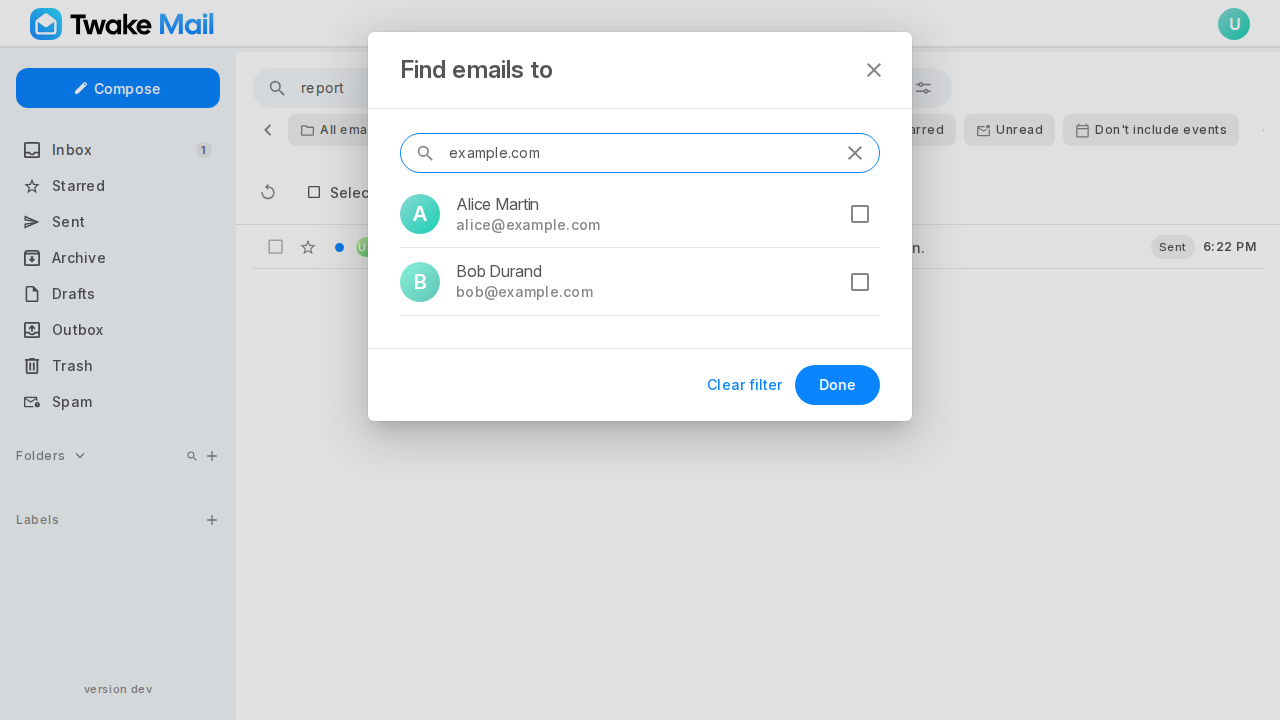 Twake Mail
U
Compose
Inbox
1
Starred
Sent
Archive
Drafts
Outbox
Trash
Spam
Folders
Labels
version dev
report
All ema
arred
Unread
Don't include events
Selec
U
n.
Sent
6:22 PM
Find emails to
example.com
A
Alice Martin
alice@example.com
B
Bob Durand
bob@example.com
Clear filter
Done